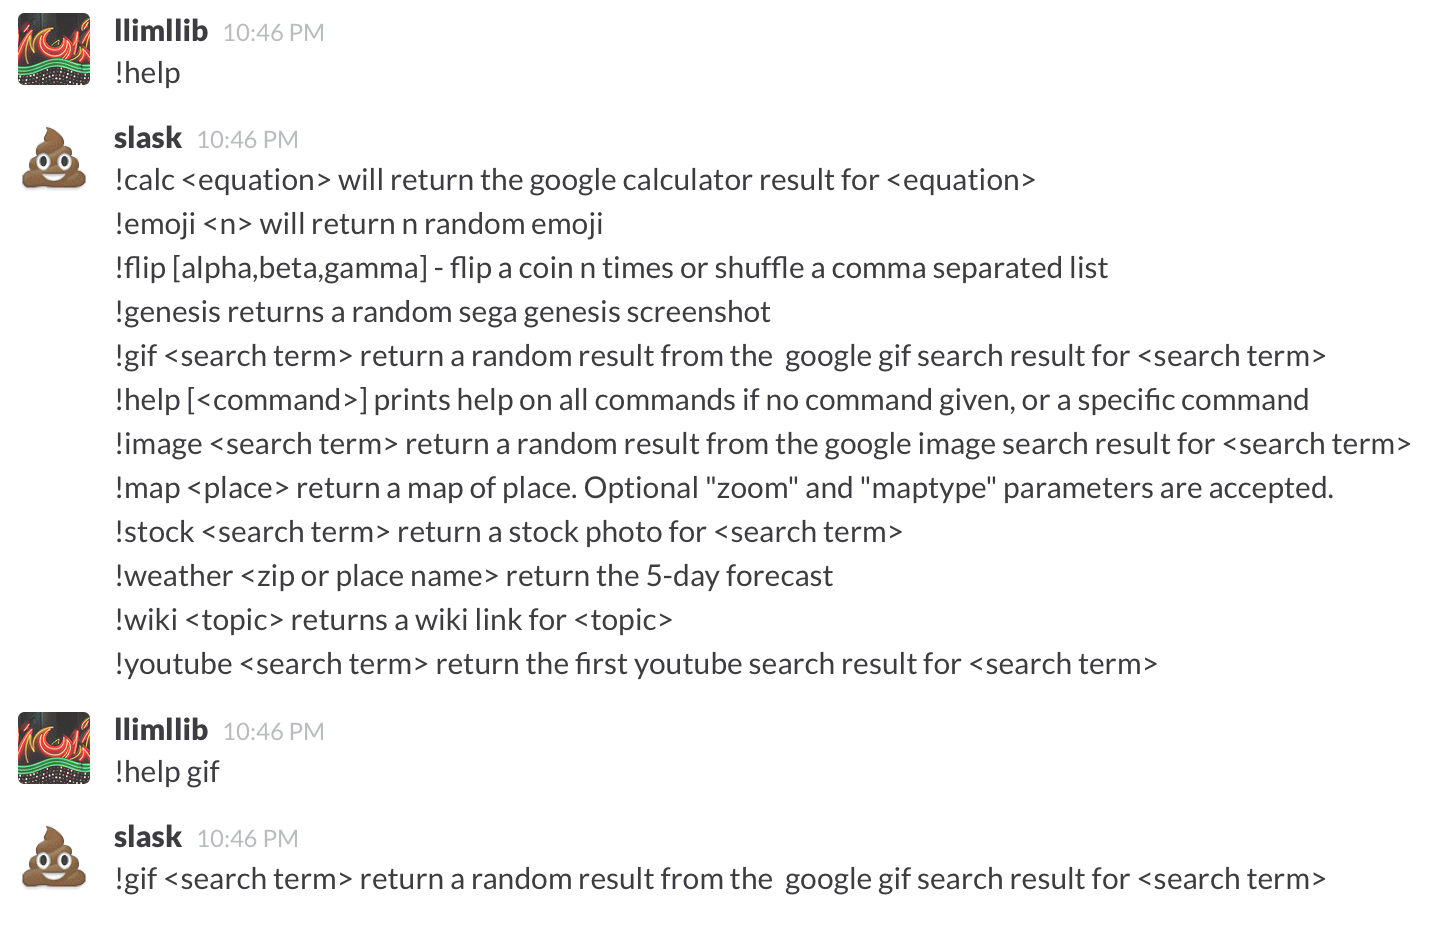 llimllib 10:46 PM
!help
slask 10:46 PM
!calc <equation> will return the google calculator result for <equation>
!emoji <n> will return n random emoji
!flip [alpha,beta,gamma] - flip a coin n times or shuffle a comma separated list
!genesis returns a random sega genesis screenshot
!gif <search term> return a random result from the  google gif search result for <search term>
!help [<command>] prints help on all commands if no command given, or a specific command
!image <search term> return a random result from the google image search result for <search term>
!map <place> return a map of place. Optional "zoom" and "maptype" parameters are accepted.
!stock <search term> return a stock photo for <search term>
!weather <zip or place name> return the 5-day forecast
!wiki <topic> returns a wiki link for <topic>
!youtube <search term> return the first youtube search result for <search term>
llimllib 10:46 PM
!help gif
slask 10:46 PM
!gif <search term> return a random result from the  google gif search result for <search term>